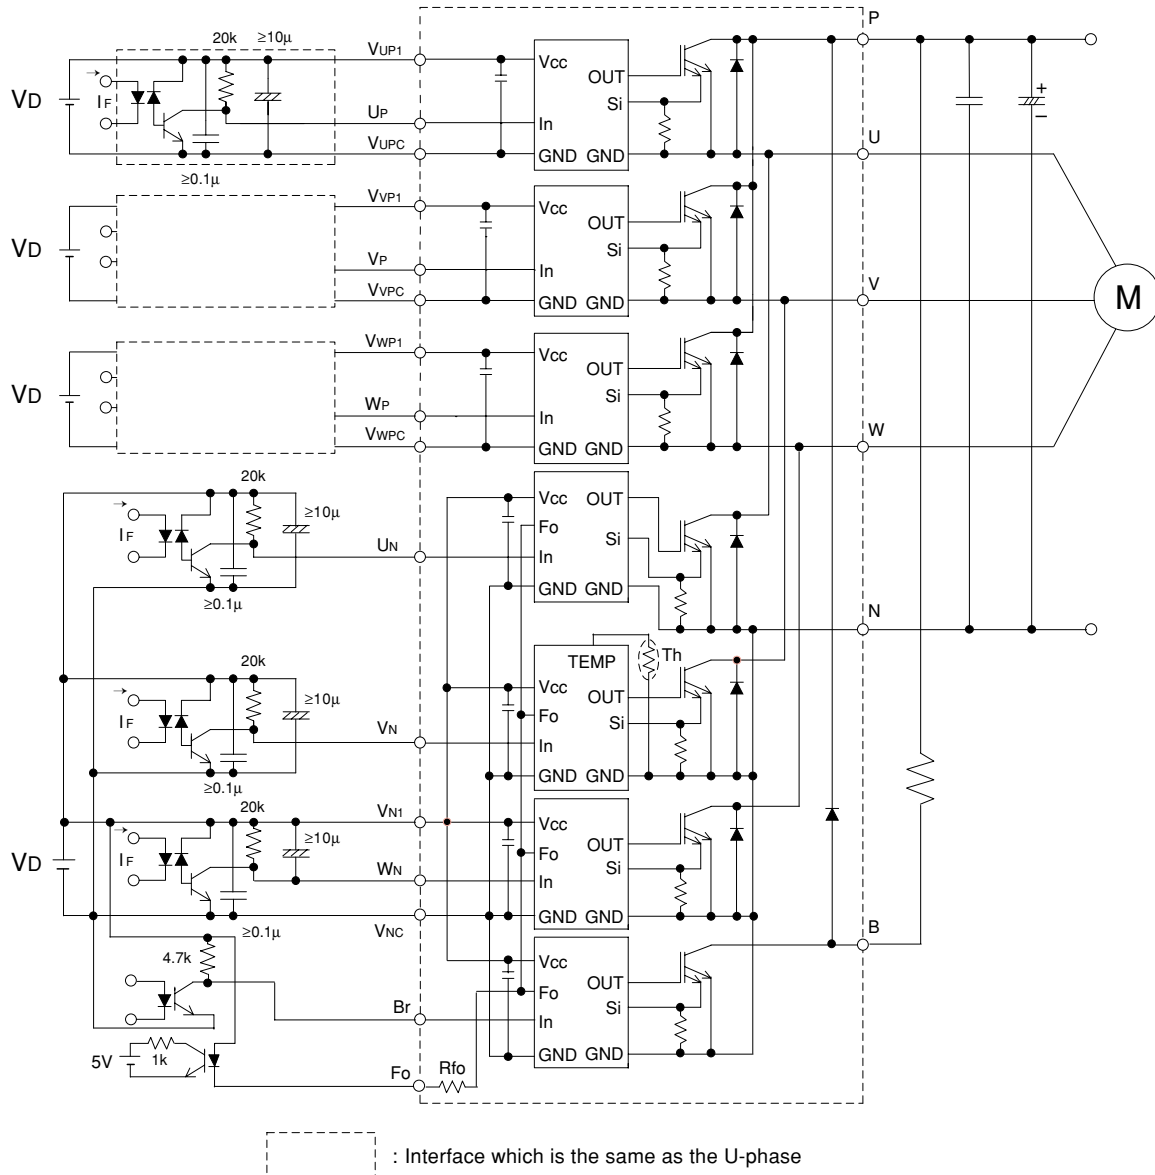 20k
≥10µ
VUP1
P
VD
IF
UP
VUPC
≥0.1µ
Vcc
OUT
Si
In
GND
GND
+
–
U
VVP1
VD
VP
VVPC
Vcc
OUT
Si
In
GND
GND
V
M
VWP1
VD
WP
VWPC
Vcc
OUT
Si
In
GND
GND
W
20k
≥10µ
IF
UN
≥0.1µ
Vcc
OUT
Fo
Si
In
GND
GND
N
20k
≥10µ
IF
VN
≥0.1µ
TEMP
Th
Vcc
OUT
Fo
Si
In
GND
GND
20k
VN1
≥10µ
VD
IF
WN
VNC
≥0.1µ
Vcc
OUT
Fo
Si
In
GND
GND
B
4.7k
Br
Vcc
OUT
Fo
Si
In
GND
GND
5V
1k
Fo
Rfo
: Interface which is the same as the U-phase